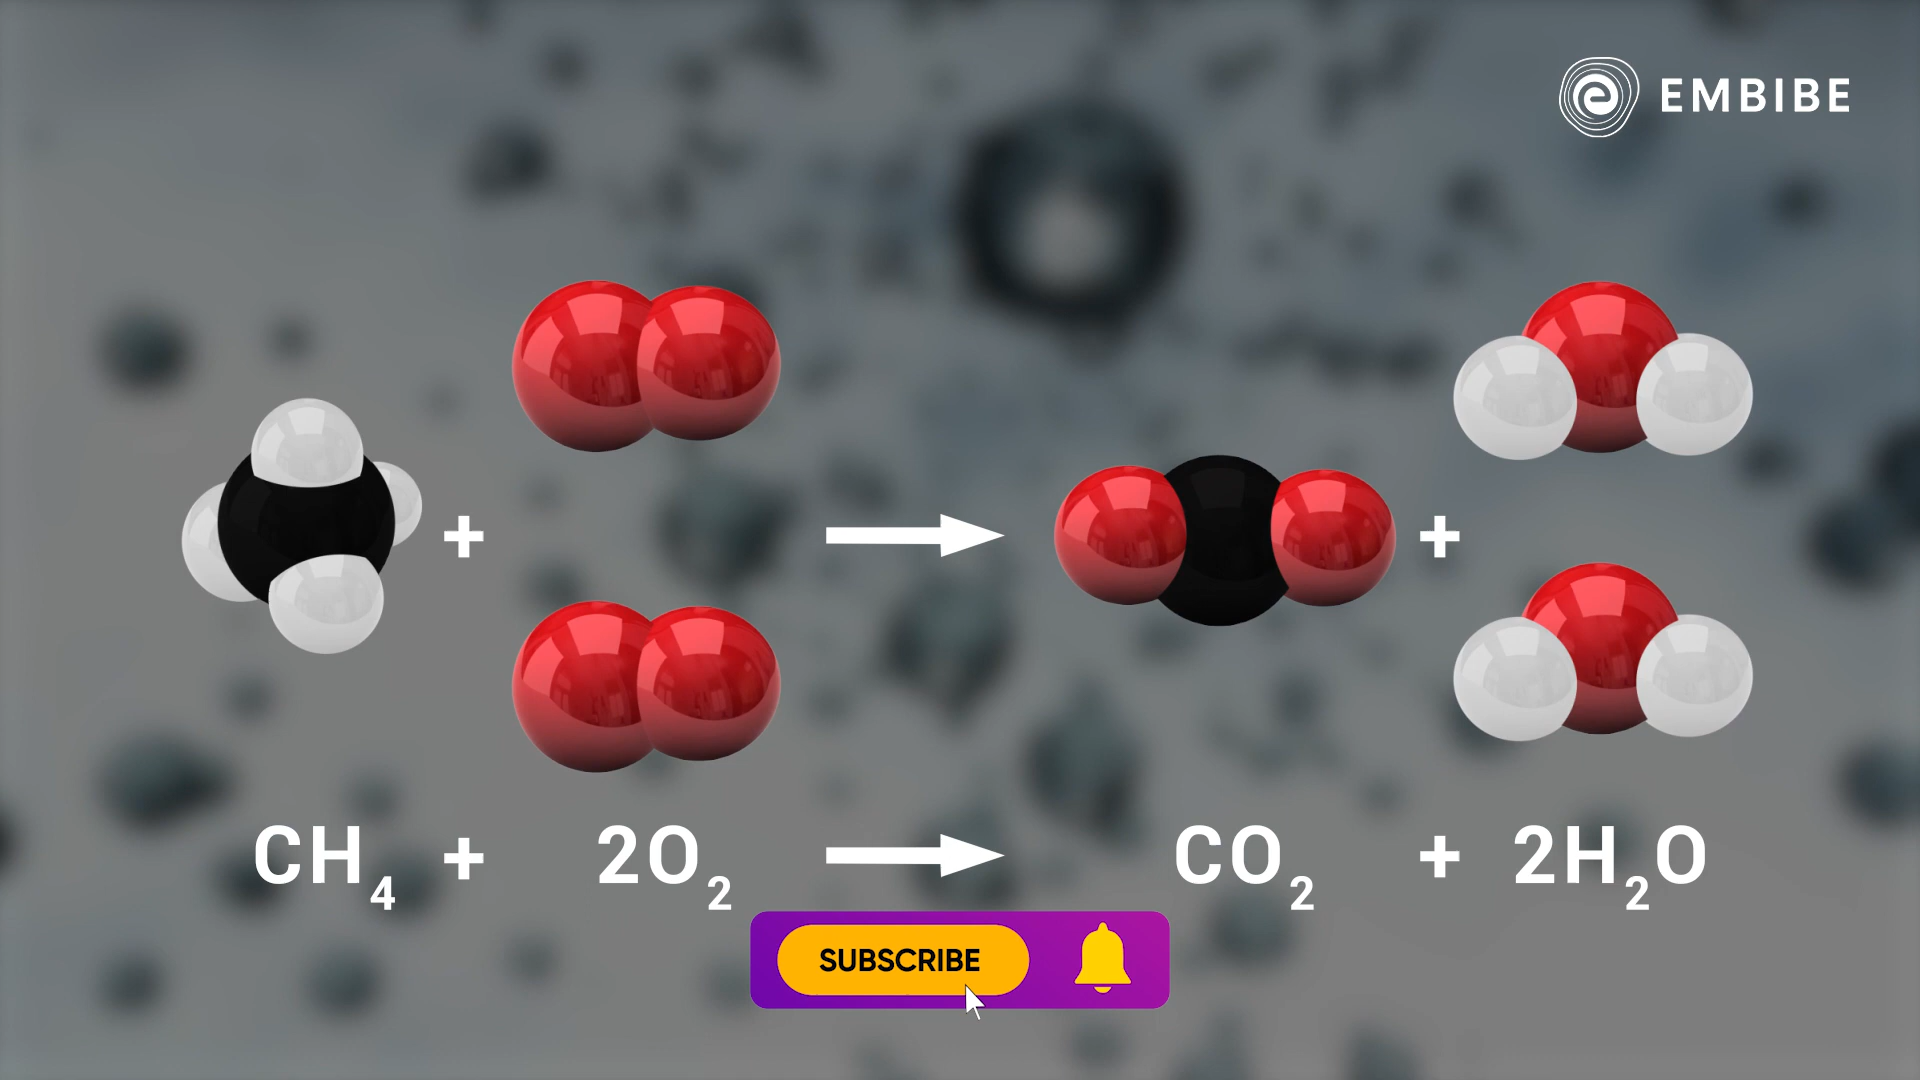 EMBIBE
+
+
CH₄ + 2O₂ CO₂ + 2H₂O
SUBSCRIBE